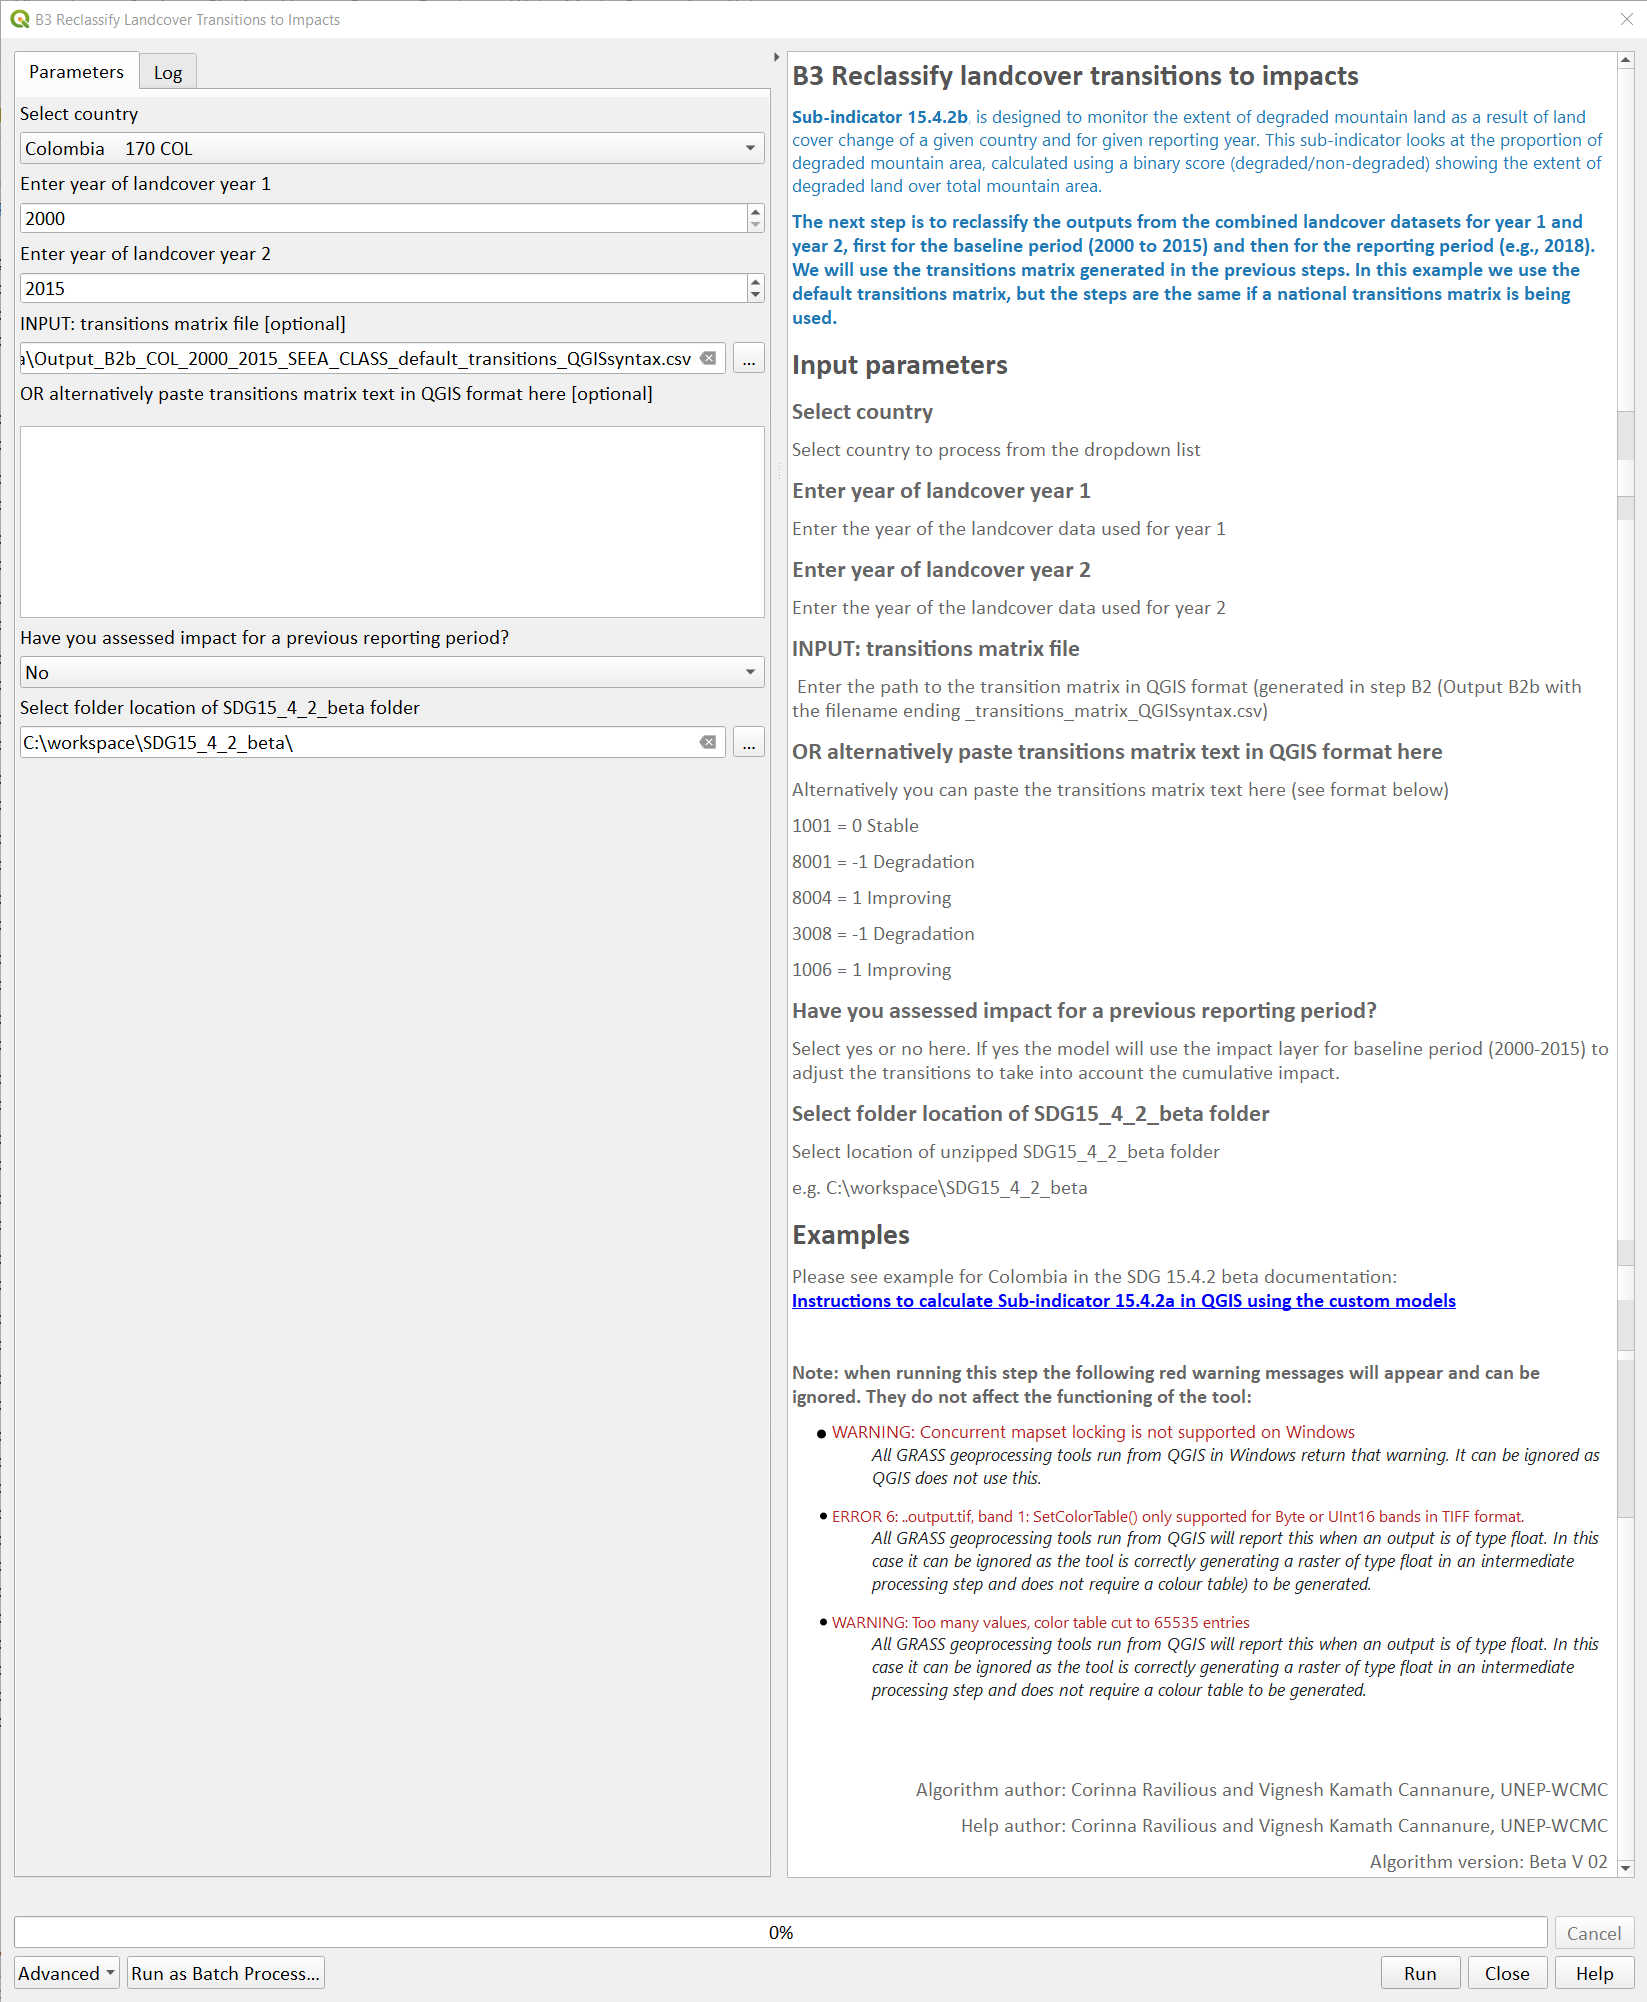 B3 Reclassify Landcover Transitions to Impacts
Parameters
Log
Select country
Colombia 170 COL
Enter year of landcover year 1
2000
Enter year of landcover year 2
2015
INPUT: transitions matrix file [optional]
a\Output_B2b_COL_2000_2015_SEEA_CLASS_default_transitions_QGISsyntax.csv
...
OR alternatively paste transitions matrix text in QGIS format here [optional]
Have you assessed impact for a previous reporting period?
No
Select folder location of SDG15_4_2_beta folder
C:\workspace\SDG15_4_2_beta\
...
B3 Reclassify landcover transitions to impacts
Sub-indicator 15.4.2b, is designed to monitor the extent of degraded mountain land as a result of land
cover change of a given country and for given reporting year. This sub-indicator looks at the proportion of
degraded mountain area, calculated using a binary score (degraded/non-degraded) showing the extent of
degraded land over total mountain area.
The next step is to reclassify the outputs from the combined landcover datasets for year 1 and
year 2, first for the baseline period (2000 to 2015) and then for the reporting period (e.g., 2018).
We will use the transitions matrix generated in the previous steps. In this example we use the
default transitions matrix, but the steps are the same if a national transitions matrix is being
used.
Input parameters
Select country
Select country to process from the dropdown list
Enter year of landcover year 1
Enter the year of the landcover data used for year 1
Enter year of landcover year 2
Enter the year of the landcover data used for year 2
INPUT: transitions matrix file
Enter the path to the transition matrix in QGIS format (generated in step B2 (Output B2b with
the filename ending _transitions_matrix_QGISsyntax.csv)
OR alternatively paste transitions matrix text in QGIS format here
Alternatively you can paste the transitions matrix text here (see format below)
1001 = 0 Stable
8001 = -1 Degradation
8004 = 1 Improving
3008 = -1 Degradation
1006 = 1 Improving
Have you assessed impact for a previous reporting period?
Select yes or no here. If yes the model will use the impact layer for baseline period (2000-2015) to
adjust the transitions to take into account the cumulative impact.
Select folder location of SDG15_4_2_beta folder
Select location of unzipped SDG15_4_2_beta folder
e.g. C:\workspace\SDG15_4_2_beta
Examples
Please see example for Colombia in the SDG 15.4.2 beta documentation:
Instructions to calculate Sub-indicator 15.4.2a in QGIS using the custom models
Note: when running this step the following red warning messages will appear and can be
ignored. They do not affect the functioning of the tool:
● WARNING: Concurrent mapset locking is not supported on Windows
All GRASS geoprocessing tools run from QGIS in Windows return that warning. It can be ignored as
QGIS does not use this.
● ERROR 6: ..output.tif, band 1: SetColorTable() only supported for Byte or UInt16 bands in TIFF format.
All GRASS geoprocessing tools run from QGIS will report this when an output is of type float. In this
case it can be ignored as the tool is correctly generating a raster of type float in an intermediate
processing step and does not require a colour table) to be generated.
● WARNING: Too many values, color table cut to 65535 entries
All GRASS geoprocessing tools run from QGIS will report this when an output is of type float. In this
case it can be ignored as the tool is correctly generating a raster of type float in an intermediate
processing step and does not require a colour table to be generated.
Algorithm author: Corinna Ravilious and Vignesh Kamath Cannanure, UNEP-WCMC
Help author: Corinna Ravilious and Vignesh Kamath Cannanure, UNEP-WCMC
Algorithm version: Beta V 02
0%
Cancel
Advanced
Run as Batch Process...
Run
Close
Help